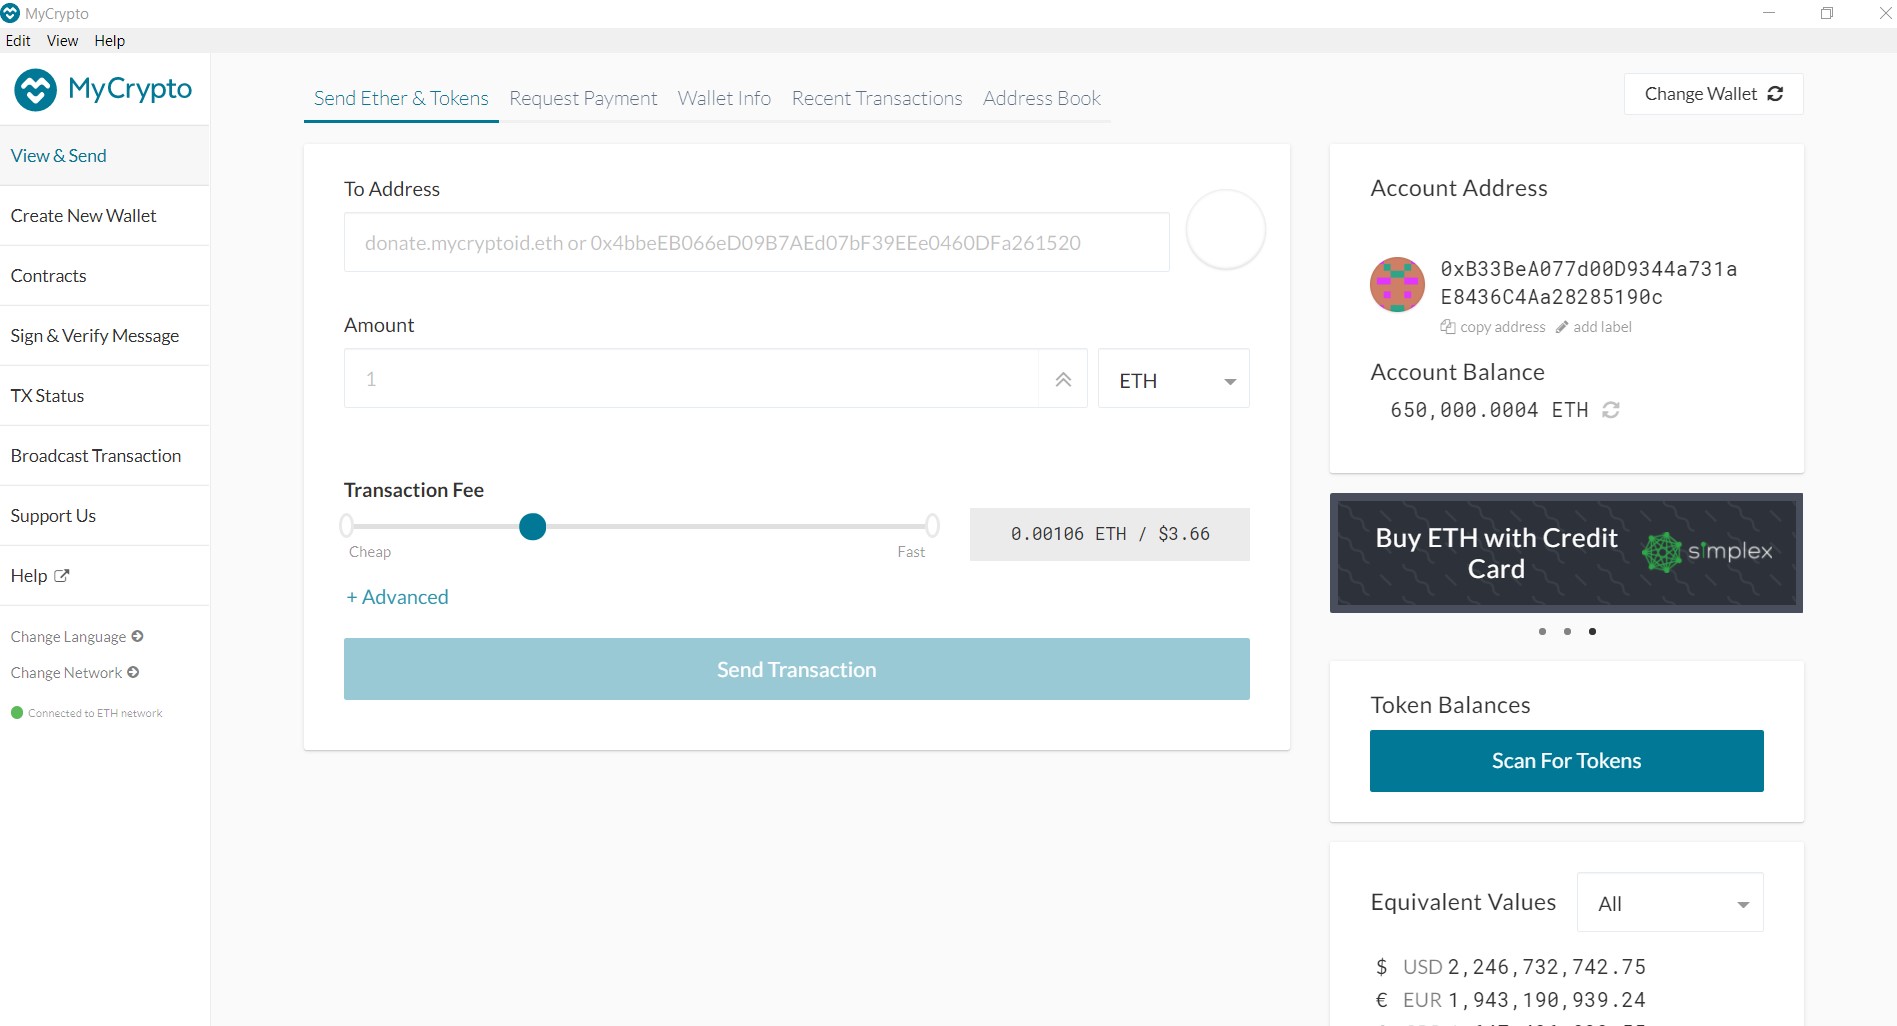 MyCrypto
Edit View Help
MyCrypto
View & Send
Create New Wallet
Contracts
Sign & Verify Message
TX Status
Broadcast Transaction
Support Us
Help
Change Language
Change Network
Connected to ETH network
Send Ether & Tokens Request Payment Wallet Info Recent Transactions Address Book
Change Wallet
To Address
donate.mycryptoid.eth or 0x4bbeEB066eD09B7AEd07bF39EEe0460DFa261520
Amount
1
ETH
Transaction Fee
Cheap Fast
0.00106 ETH / $3.66
+ Advanced
Send Transaction
Account Address
0xB33BeA077d00D9344a731a
E8436C4Aa28285190c
copy address add label
Account Balance
650,000.0004 ETH
Buy ETH with Credit
Card
simplex
Token Balances
Scan For Tokens
Equivalent Values All
$ USD 2,246,732,742.75
€ EUR 1,943,190,939.24